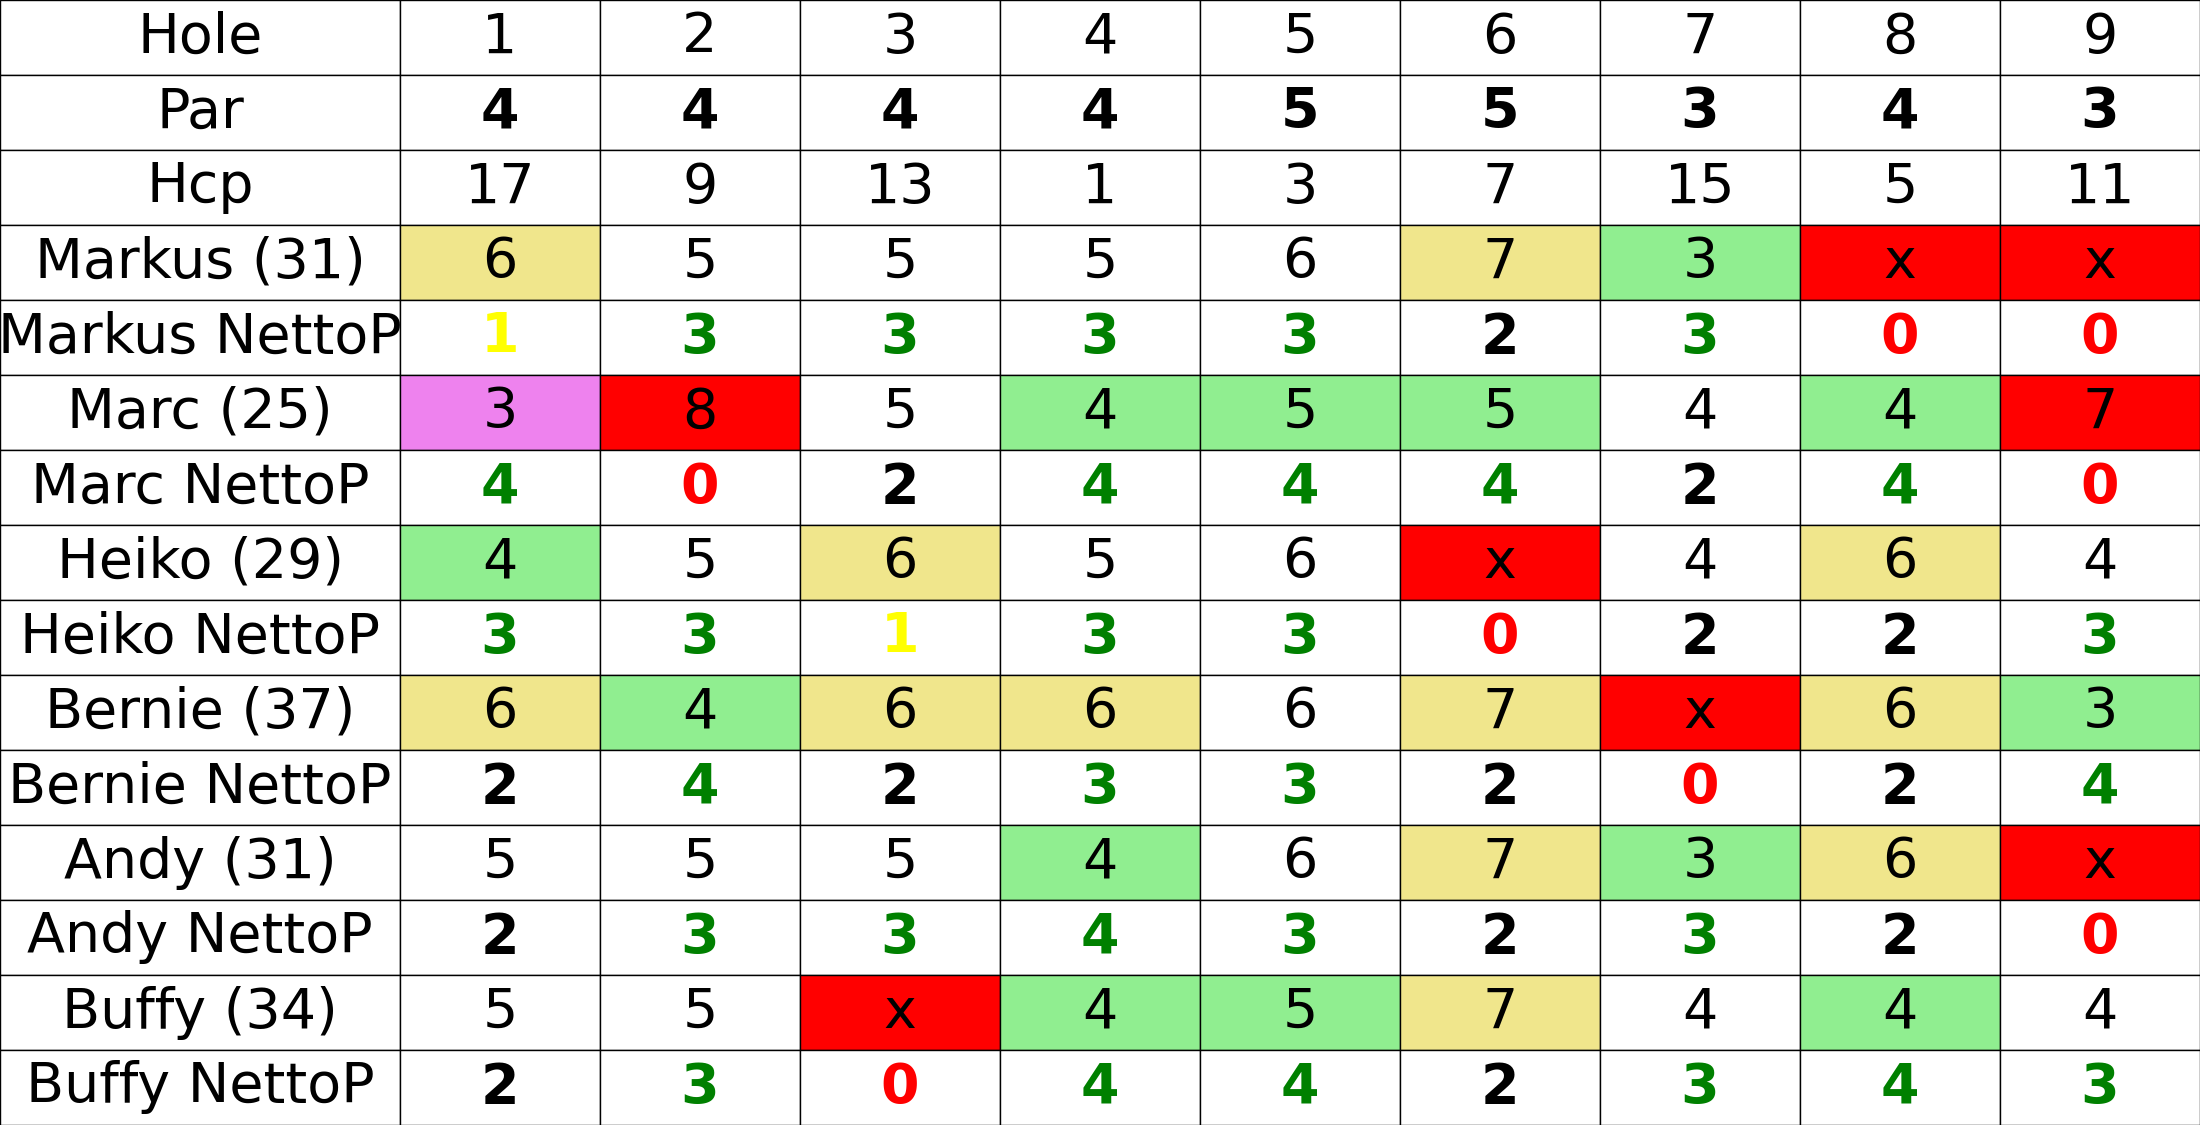 Hole 1 2 3 4 5 6 7 8 9
Par 4 4 4 4 5 5 3 4 3
Hcp 17 9 13 1 3 7 15 5 11
Markus (31) 6 5 5 5 6 7 3 x x
Markus NettoP 1 3 3 3 3 2 3 0 0
Marc (25) 3 8 5 4 5 5 4 4 7
Marc NettoP 4 0 2 4 4 4 2 4 0
Heiko (29) 4 5 6 5 6 x 4 6 4
Heiko NettoP 3 3 1 3 3 0 2 2 3
Bernie (37) 6 4 6 6 6 7 x 6 3
Bernie NettoP 2 4 2 3 3 2 0 2 4
Andy (31) 5 5 5 4 6 7 3 6 x
Andy NettoP 2 3 3 4 3 2 3 2 0
Buffy (34) 5 5 x 4 5 7 4 4 4
Buffy NettoP 2 3 0 4 4 2 3 4 3